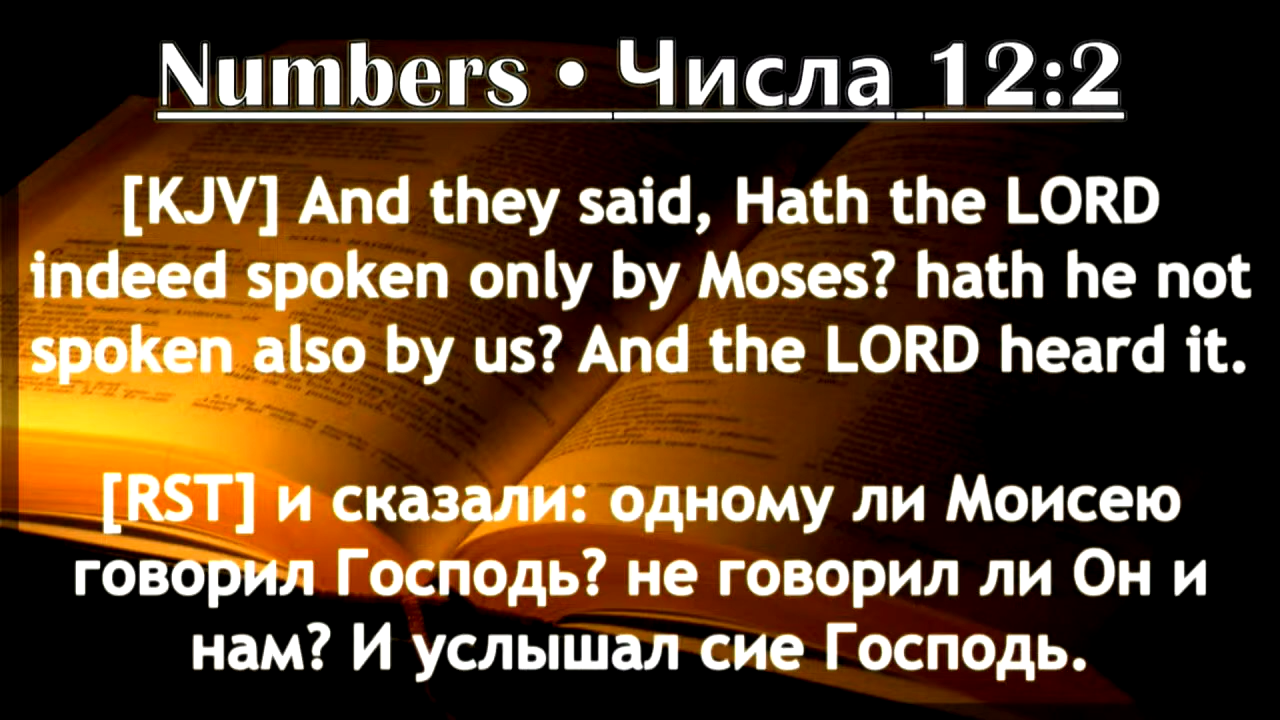 Numbers • Числа 12:2
[KJV] And they said, Hath the LORD
indeed spoken only by Moses? hath he not
spoken also by us? And the LORD heard it.
[RST] и сказали: одному ли Моисею
говорил Господь? не говорил ли Он и
нам? И услышал сие Господь.